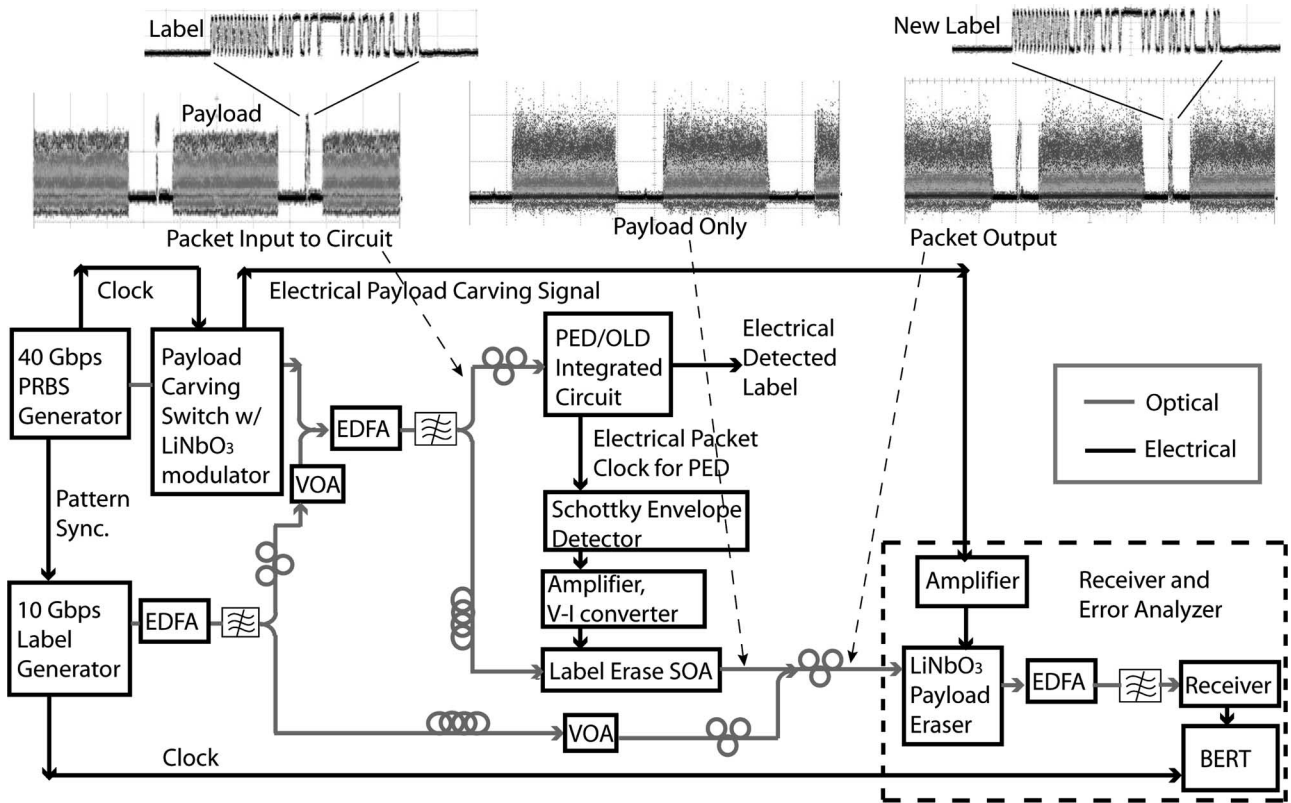 Label
New Label
Payload
Packet Input to Circuit
Payload Only
Packet Output
Clock
Electrical Payload Carving Signal
40 Gbps
PRBS
Generator
Payload
Carving
Switch w/
LiNbO3
modulator
PED/OLD
Integrated
Circuit
Electrical
Detected
Label
Optical
Electrical
EDFA
VOA
Electrical Packet
Clock for PED
Pattern
Sync.
Schottky Envelope
Detector
Amplifier,
V-I converter
Label Erase SOA
10 Gbps
Label
Generator
EDFA
Amplifier
Receiver and
Error Analyzer
LiNbO3
Payload
Eraser
EDFA
Receiver
VOA
BERT
Clock